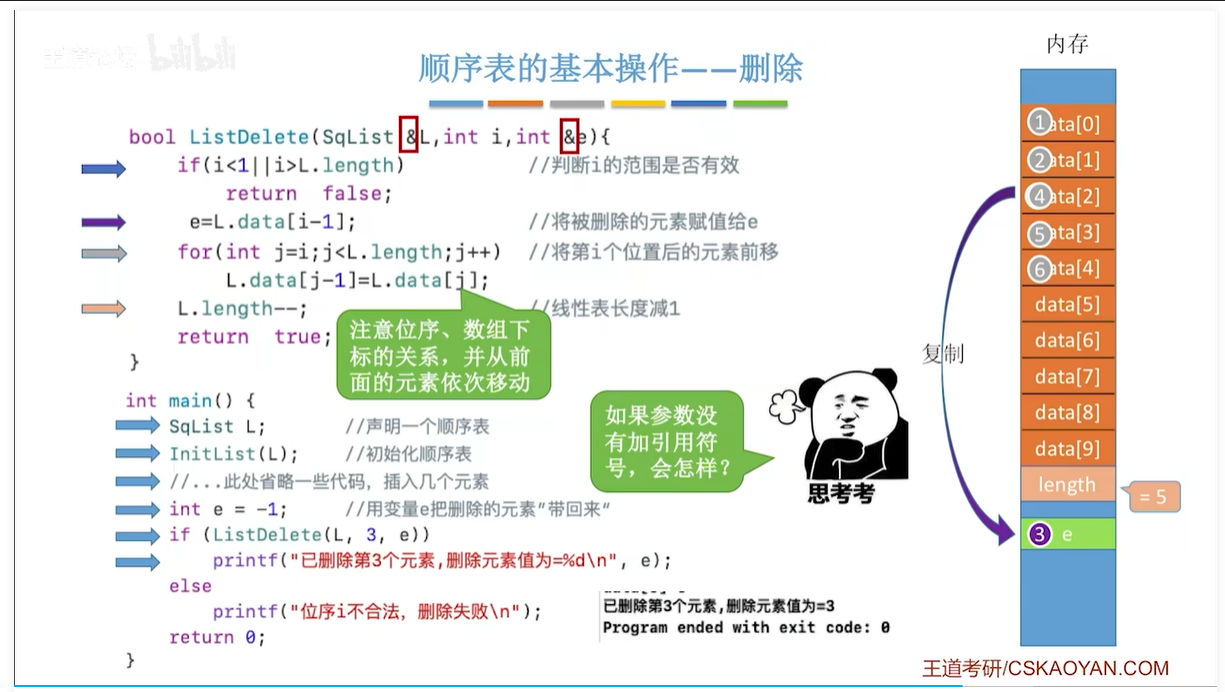 王道论坛 bilibili
顺序表的基本操作——删除
bool ListDelete(SqList &L,int i,int &e){
if(i<1||i>L.length) //判断i的范围是否有效
return false;
e=L.data[i-1]; //将被删除的元素赋值给e
for(int j=i;j<L.length;j++) //将第i个位置后的元素前移
L.data[j-1]=L.data[j];
L.length--; //线性表长度减1
return true;
}
注意位序、数组下
标的关系，并从前
面的元素依次移动
int main() {
SqList L; //声明一个顺序表
InitList(L); //初始化顺序表
//...此处省略一些代码，插入几个元素
int e = -1; //用变量e把删除的元素"带回来"
if (ListDelete(L, 3, e))
printf("已删除第3个元素,删除元素值为=%d\n", e);
else
printf("位序i不合法，删除失败\n");
return 0;
}
如果参数没
有加引用符
号，会怎样？
思考考
已删除第3个元素,删除元素值为=3
Program ended with exit code: 0
内存
1 ata[0]
2 ata[1]
4 ata[2]
5 ata[3]
6 ata[4]
data[5]
data[6]
data[7]
data[8]
data[9]
length
= 5
复制
3 e
王道考研/CSKAOYAN.COM